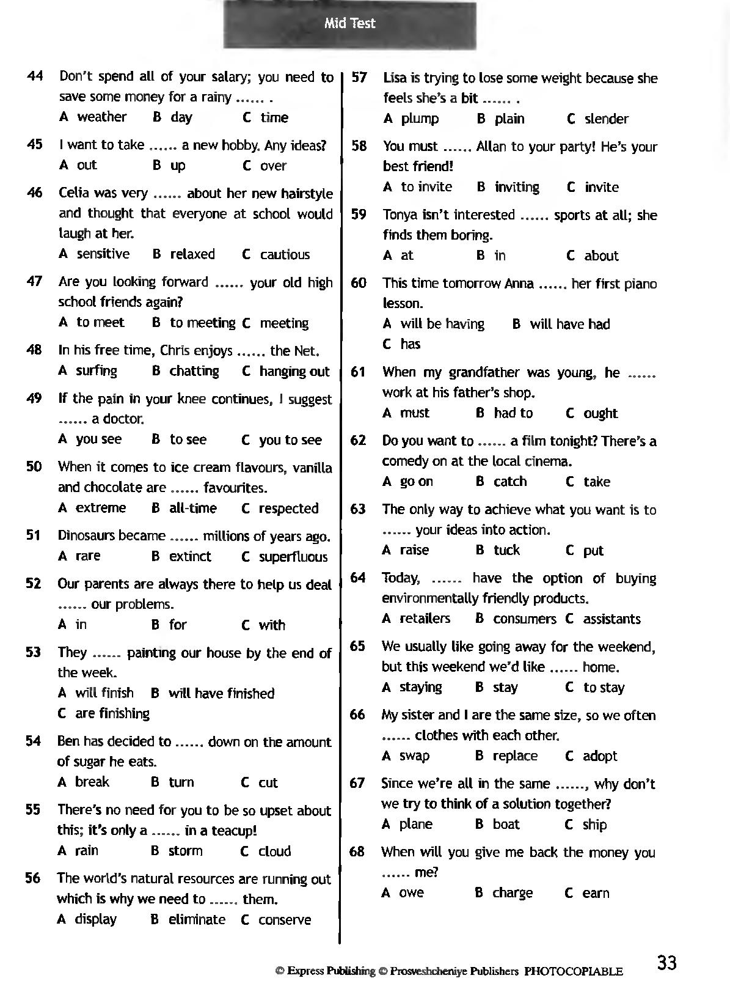 Mid Test
44 Don't spend all of your salary; you need to
save some money for a rainy ...... .
A weather B day C time
45 I want to take ...... a new hobby. Any ideas?
A out B up C over
46 Celia was very ...... about her new hairstyle
and thought that everyone at school would
laugh at her.
A sensitive B relaxed C cautious
47 Are you looking forward ...... your old high
school friends again?
A to meet B to meeting C meeting
48 In his free time, Chris enjoys ...... the Net.
A surfing B chatting C hanging out
49 If the pain in your knee continues, I suggest
...... a doctor.
A you see B to see C you to see
50 When it comes to ice cream flavours, vanilla
and chocolate are ...... favourites.
A extreme B all-time C respected
51 Dinosaurs became ...... millions of years ago.
A rare B extinct C superfluous
52 Our parents are always there to help us deal
...... our problems.
A in B for C with
53 They ...... painting our house by the end of
the week.
A will finish B will have finished
C are finishing
54 Ben has decided to ...... down on the amount
of sugar he eats.
A break B turn C cut
55 There's no need for you to be so upset about
this; it's only a ...... in a teacup!
A rain B storm C cloud
56 The world's natural resources are running out
which is why we need to ...... them.
A display B eliminate C conserve
57 Lisa is trying to lose some weight because she
feels she's a bit ...... .
A plump B plain C slender
58 You must ...... Allan to your party! He's your
best friend!
A to invite B inviting C invite
59 Tonya isn't interested ...... sports at all; she
finds them boring.
A at B in C about
60 This time tomorrow Anna ...... her first piano
lesson.
A will be having B will have had
C has
61 When my grandfather was young, he ......
work at his father's shop.
A must B had to C ought
62 Do you want to ...... a film tonight? There's a
comedy on at the local cinema.
A go on B catch C take
63 The only way to achieve what you want is to
...... your ideas into action.
A raise B tuck C put
64 Today, ...... have the option of buying
environmentally friendly products.
A retailers B consumers C assistants
65 We usually like going away for the weekend,
but this weekend we'd like ...... home.
A staying B stay C to stay
66 My sister and I are the same size, so we often
...... clothes with each other.
A swap B replace C adopt
67 Since we're all in the same ......, why don't
we try to think of a solution together?
A plane B boat C ship
68 When will you give me back the money you
...... me?
A owe B charge C earn
© Express Publishing © Prosveshcheniye Publishers PHOTOCOPIABLE
33